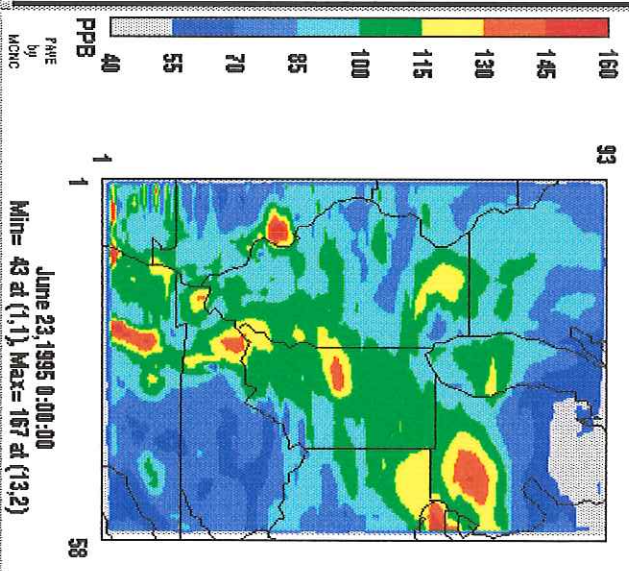 PPB
160
145
130
115
100
85
70
55
40
PAVE
by
MCNC
93
1
1
58
June 23,1995 0:00:00
Min= 43 at (1,1), Max= 167 at (13,2)